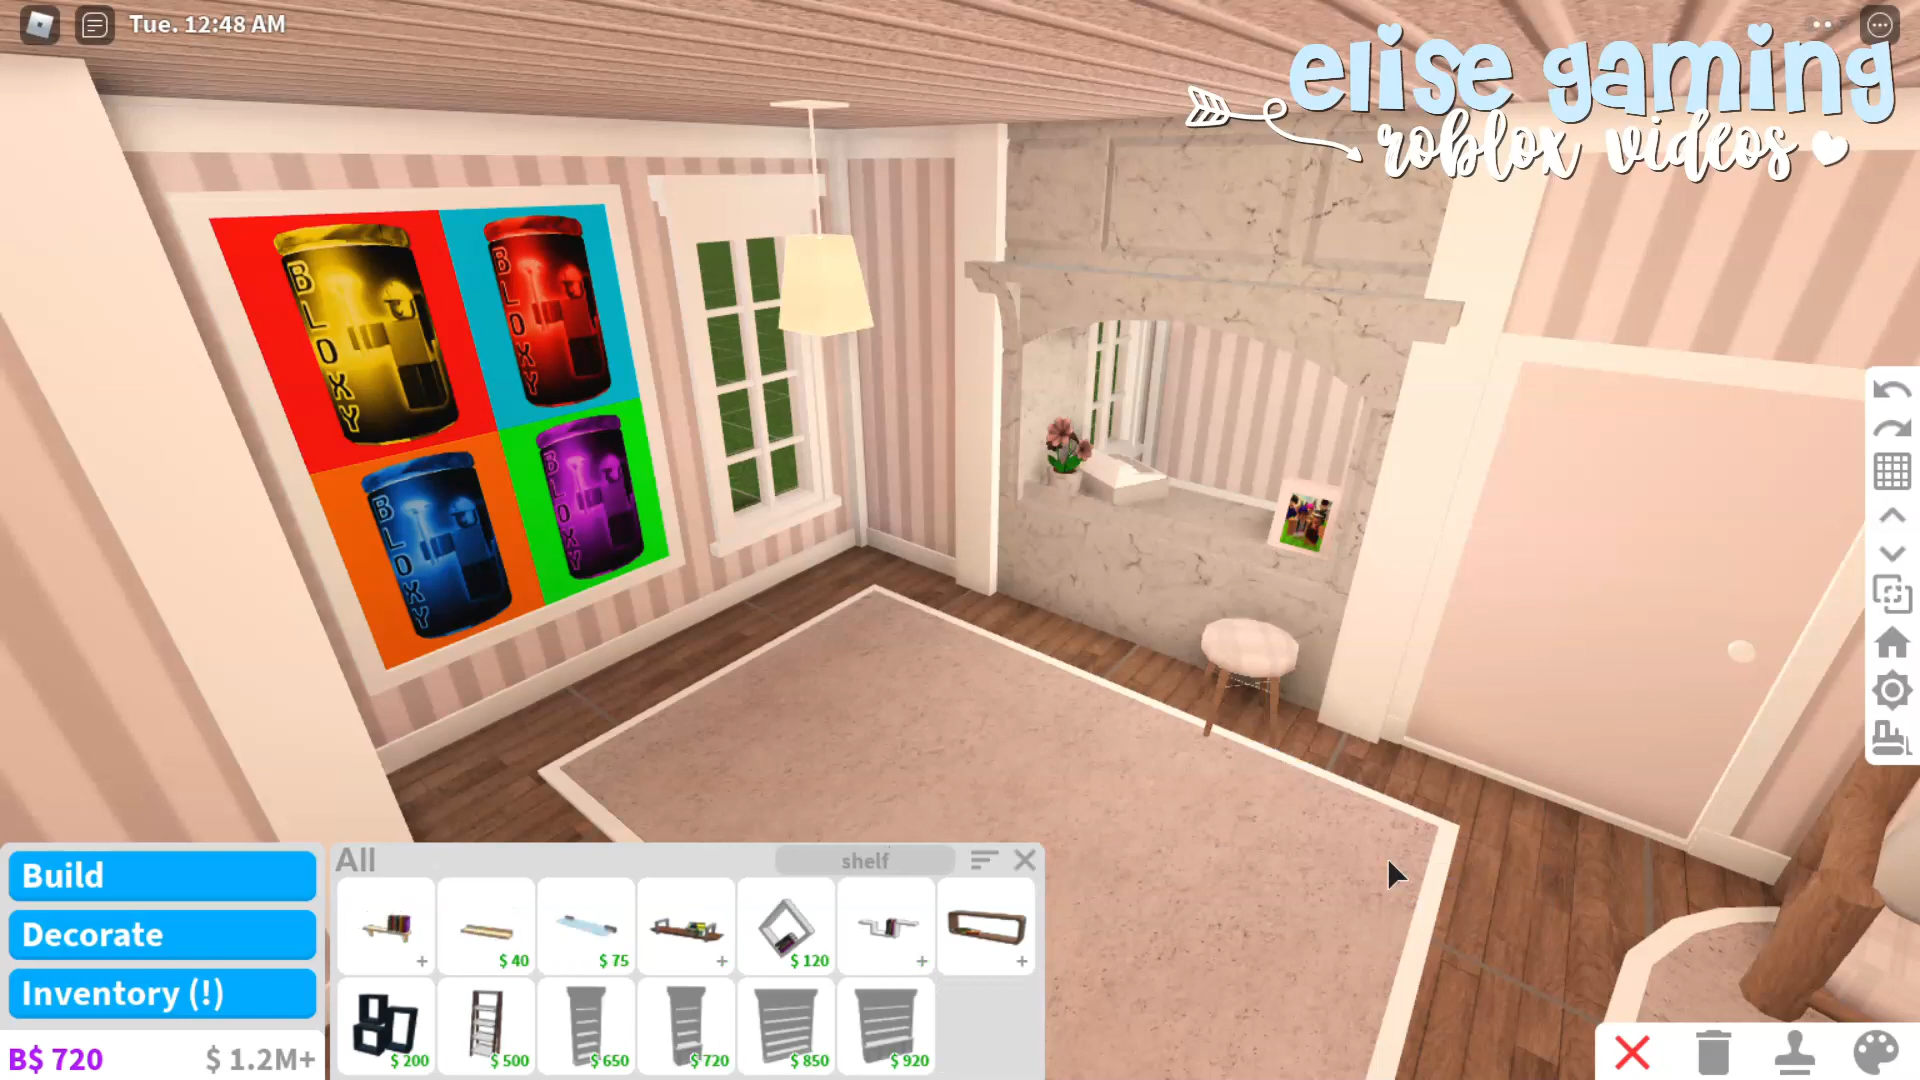 Tue. 12:48 AM
elise gaming
roblox videos
BLOXY
BLOXY
BLOXY
BLOXY
Build
Decorate
Inventory (!)
B$ 720
$ 1.2M+
All
shelf
+
$ 40
$ 75
+
$ 120
+
+
$ 200
$ 500
$ 650
$ 720
$ 850
$ 920